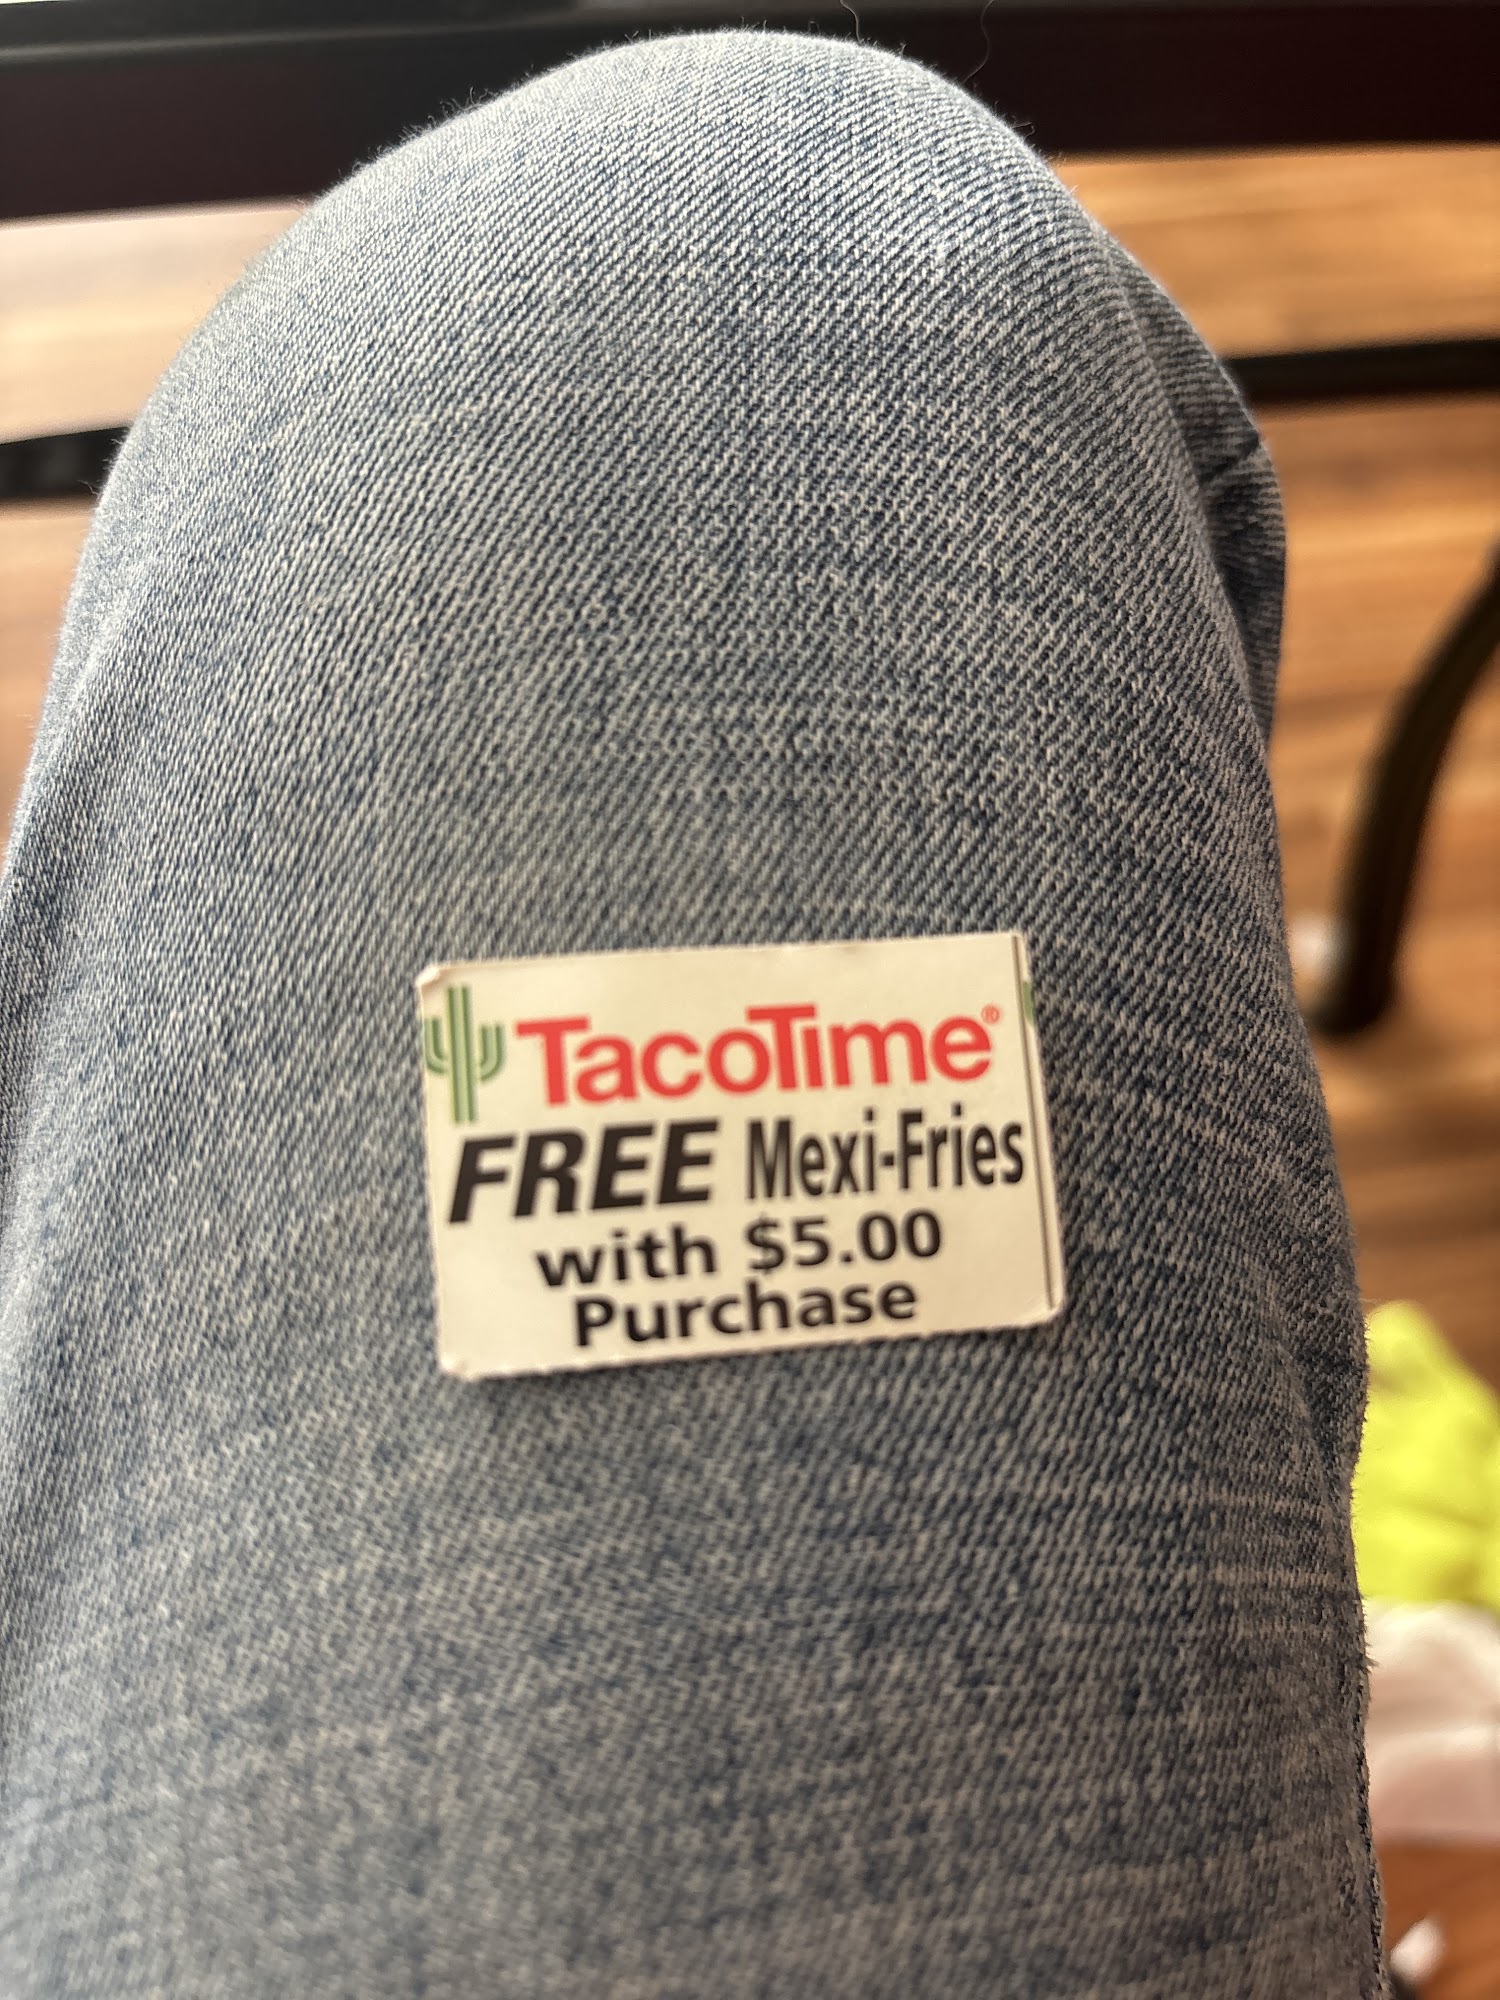 TacoTime®
FREE Mexi-Fries
with $5.00
Purchase